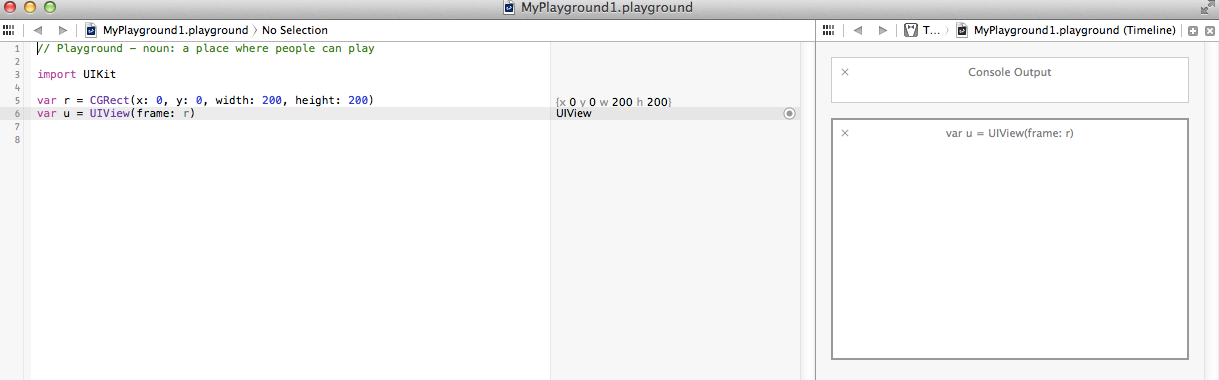 MyPlayground1.playground
MyPlayground1.playground 〉 No Selection
T... 〉 MyPlayground1.playground (Timeline)
1 // Playground - noun: a place where people can play
2
3 import UIKit
4
5 var r = CGRect(x: 0, y: 0, width: 200, height: 200)
{x 0 y 0 w 200 h 200}
6 var u = UIView(frame: r)
UIView
7
8
Console Output
var u = UIView(frame: r)